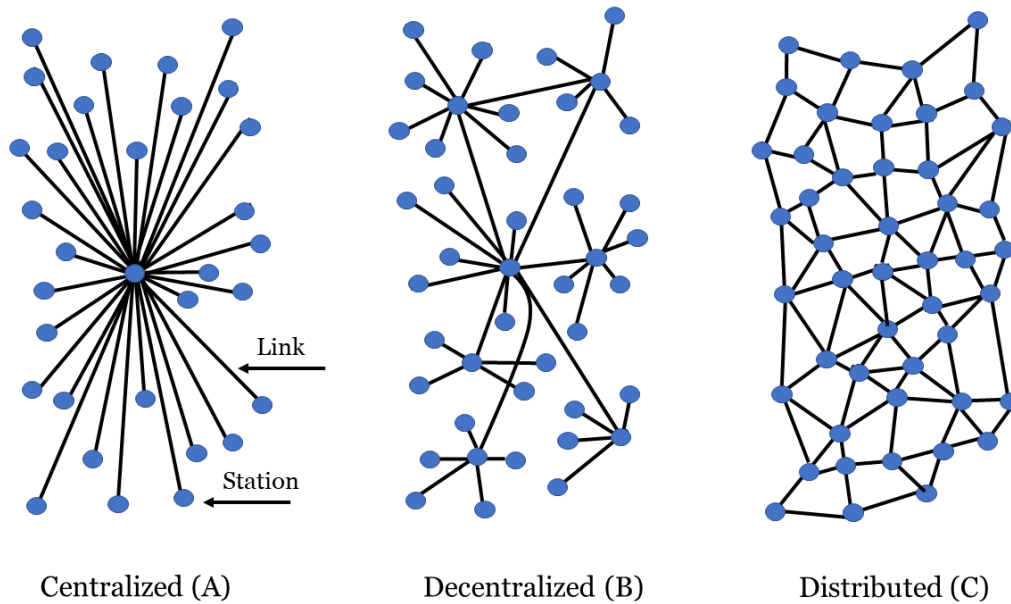 Link
Station
Centralized (A)
Decentralized (B)
Distributed (C)